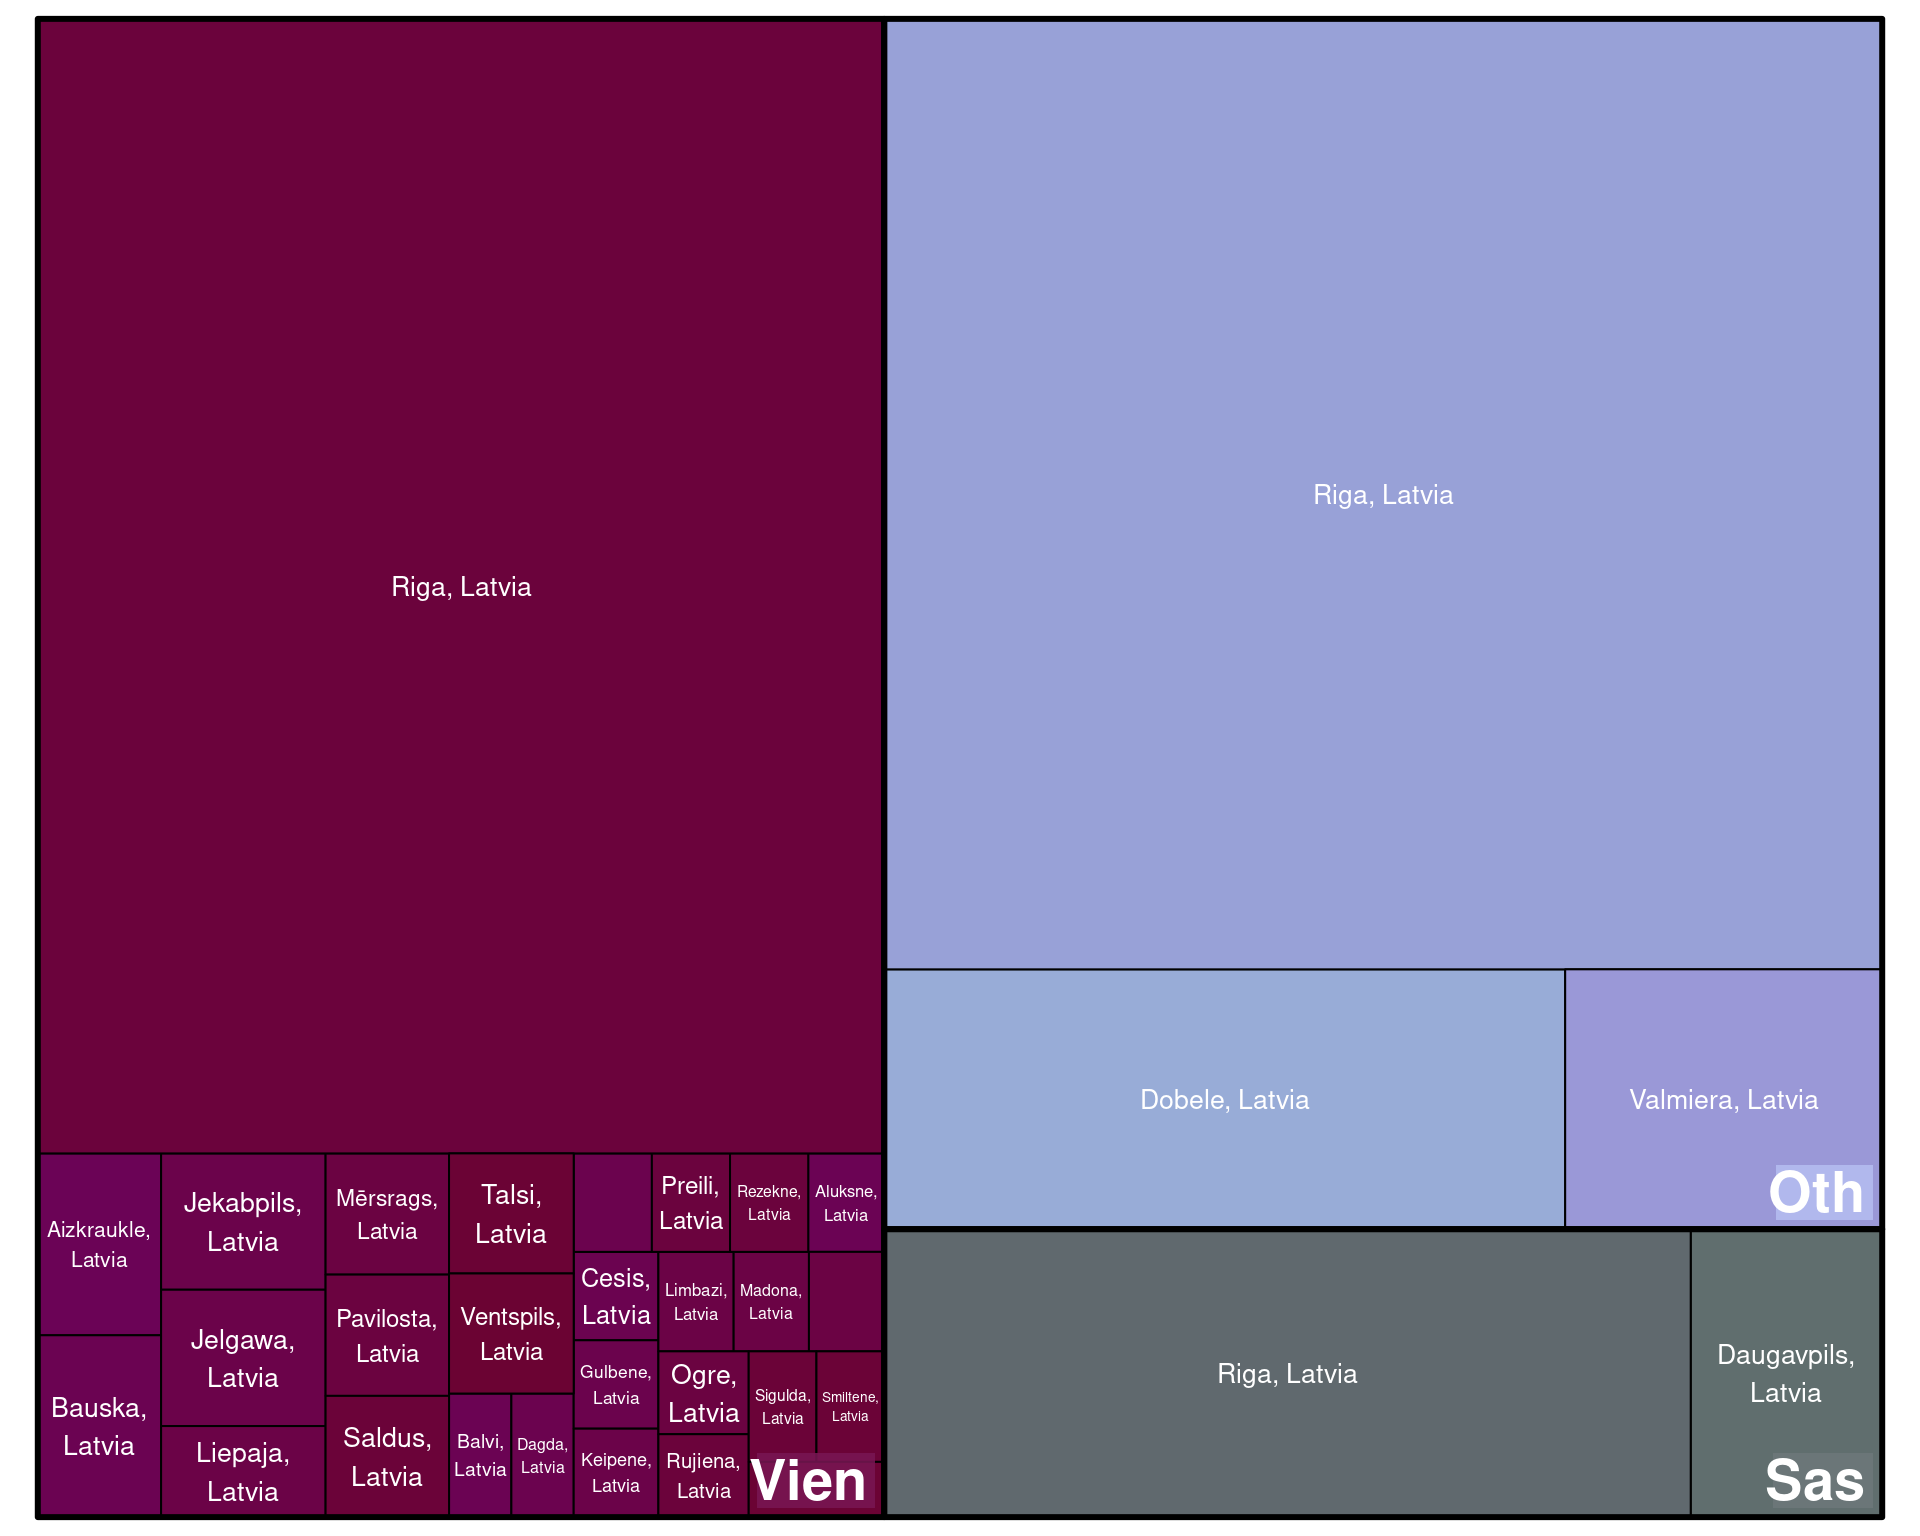 Riga, Latvia
Aizkraukle,
Latvia
Bauska,
Latvia
Jekabpils,
Latvia
Jelgawa,
Latvia
Liepaja,
Latvia
Mērsrags,
Latvia
Pavilosta,
Latvia
Saldus,
Latvia
Talsi,
Latvia
Ventspils,
Latvia
Balvi,
Latvia
Dagda,
Latvia
Preili,
Latvia
Rezekne,
Latvia
Aluksne,
Latvia
Cesis,
Latvia
Gulbene,
Latvia
Keipene,
Latvia
Limbazi,
Latvia
Madona,
Latvia
Ogre,
Latvia
Rujiena,
Latvia
Sigulda,
Latvia
Smiltene,
Latvia
Vien
Riga, Latvia
Dobele, Latvia
Valmiera, Latvia
Oth
Riga, Latvia
Daugavpils,
Latvia
Sas